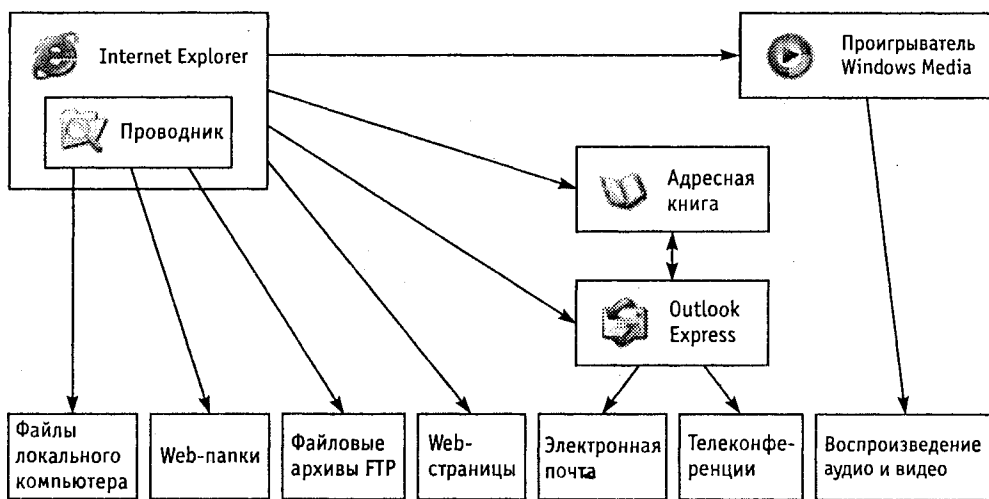 Internet Explorer
Проводник
Проигрыватель
Windows Media
Адресная
книга
Outlook
Express
Файлы
локального
компьютера
Web-папки
Файловые
архивы FTP
Web-
страницы
Электронная
почта
Телеконфе-
ренции
Воспроизведение
аудио и видео